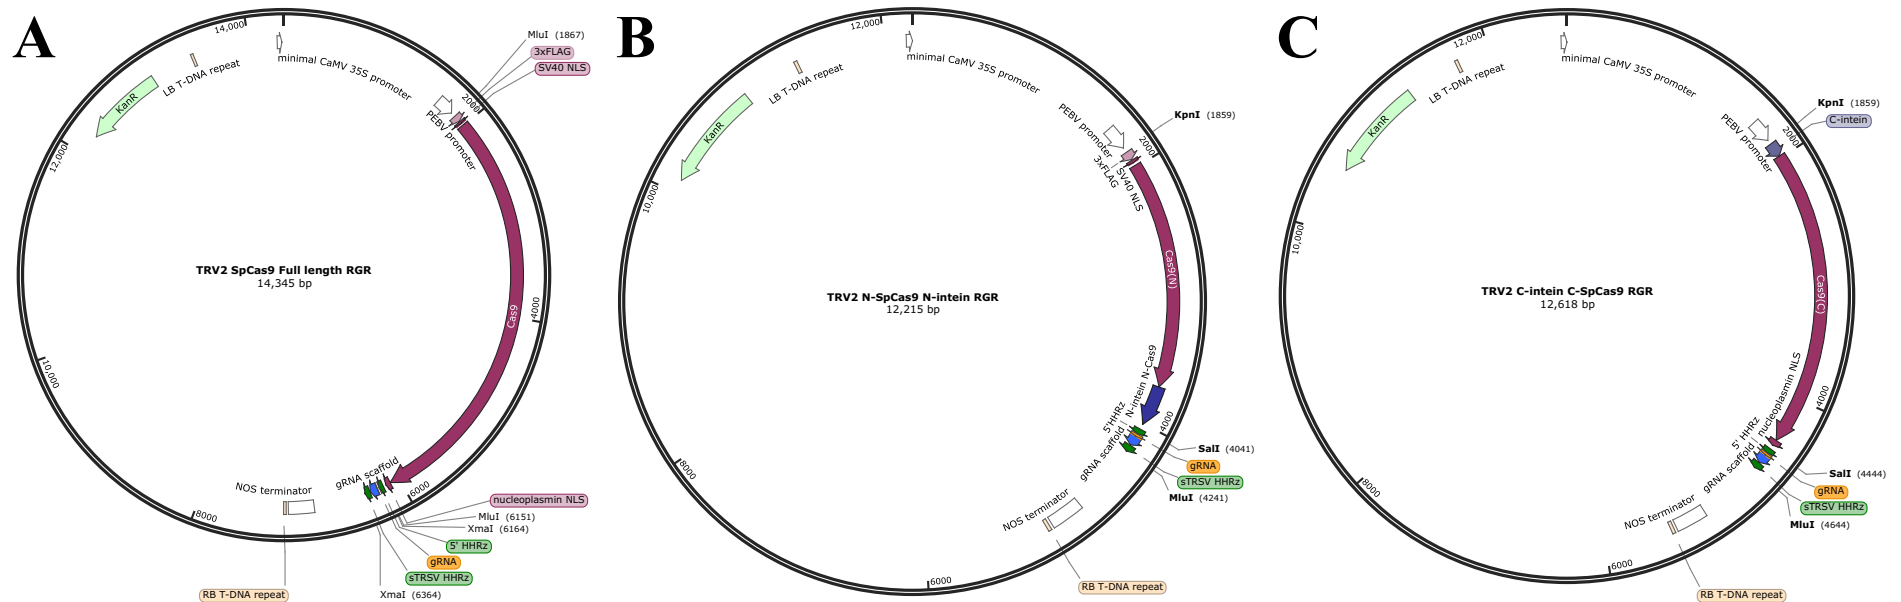 A
14,000
minimal CaMV 35S promoter
LB T-DNA repeat
KanR
12,000
10,000
MluI (1867)
3xFLAG
SV40 NLS
2000
PEBV promoter
TRV2 SpCas9 Full length RGR
14,345 bp
Cas9
4000
gRNA scaffold
6000
NOS terminator
8000
nucleoplasmin NLS
MluI (6151)
XmaI (6164)
5' HHRz
gRNA
sTRSV HHRz
XmaI (6364)
RB T-DNA repeat
B
12,000
minimal CaMV 35S promoter
LB T-DNA repeat
KanR
10,000
KpnI (1859)
2000
PEBV promoter
3xFLAG
SV40 NLS
Cas9(N)
TRV2 N-SpCas9 N-intein RGR
12,215 bp
N-intein N-Cas9
5'HHRz
gRNA scaffold
4000
SalI (4041)
gRNA
sTRSV HHRz
MluI (4241)
8000
NOS terminator
6000
RB T-DNA repeat
C
12,000
minimal CaMV 35S promoter
LB T-DNA repeat
KanR
10,000
KpnI (1859)
C-intein
2000
PEBV promoter
Cas9(C)
TRV2 C-intein C-SpCas9 RGR
12,618 bp
nucleoplasmin NLS
5' HHRz
gRNA scaffold
4000
SalI (4444)
gRNA
sTRSV HHRz
MluI (4644)
8000
NOS terminator
6000
RB T-DNA repeat